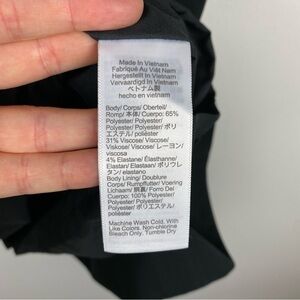 Made In Vietnam
Fabriqué Au Viêt Nam
Hergestellt In Vietnam
Vervaardigd In Vietnam
ベトナム製
hecho en vietnam
Body/ Corps/ Oberteil/
Romp/ 本体/ Cuerpo: 65%
Polyester/ Polyester/
Polyester/ Polyester/ ポリ
エステル/ poliéster
31% Viscose/ Viscose/
Viskose/ Viscose/ レーヨン/
viscosa
4% Elastane/ Élasthanne/
Elastan/ Elastaan/ ポリウレ
タン/ elastano
Body Lining/ Doublure
Corps/ Rumpffutter/ Voering
Lichaam/ 胴裏/ Forro Del
Cuerpo: 100% Polyester/
Polyester/ Polyester/
Polyester/ ポリエステル/
poliéster
Machine Wash Cold, With
Like Colors. Non-chlorine
Bleach Only. Tumble Dry